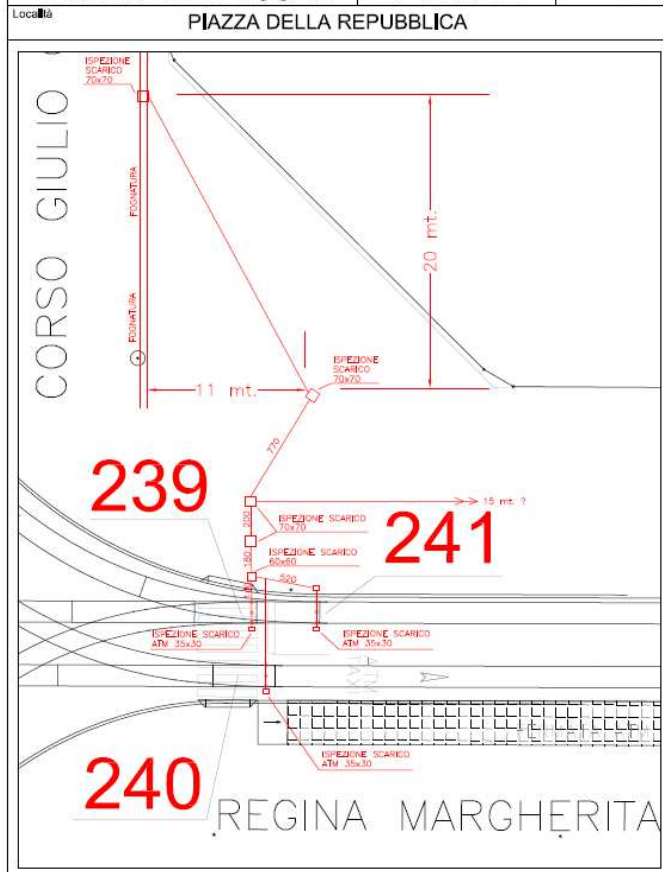 Località
PIAZZA DELLA REPUBBLICA
ISPEZIONE
SCARICO
70x70
CORSO GIULIO
FOGNATURA
FOGNATURA
20 mt.
11 mt.
ISPEZIONE
SCARICO
70x70
770
239
200
15 mt. ?
ISPEZIONE SCARICO
70x70
241
180
ISPEZIONE SCARICO
60x60
520
ISPEZIONE SCARICO
ATM 35x30
ISPEZIONE SCARICO
ATM 35x30
ATM
TAXI
240
ISPEZIONE SCARICO
ATM 35x30
REGINA MARGHERITA